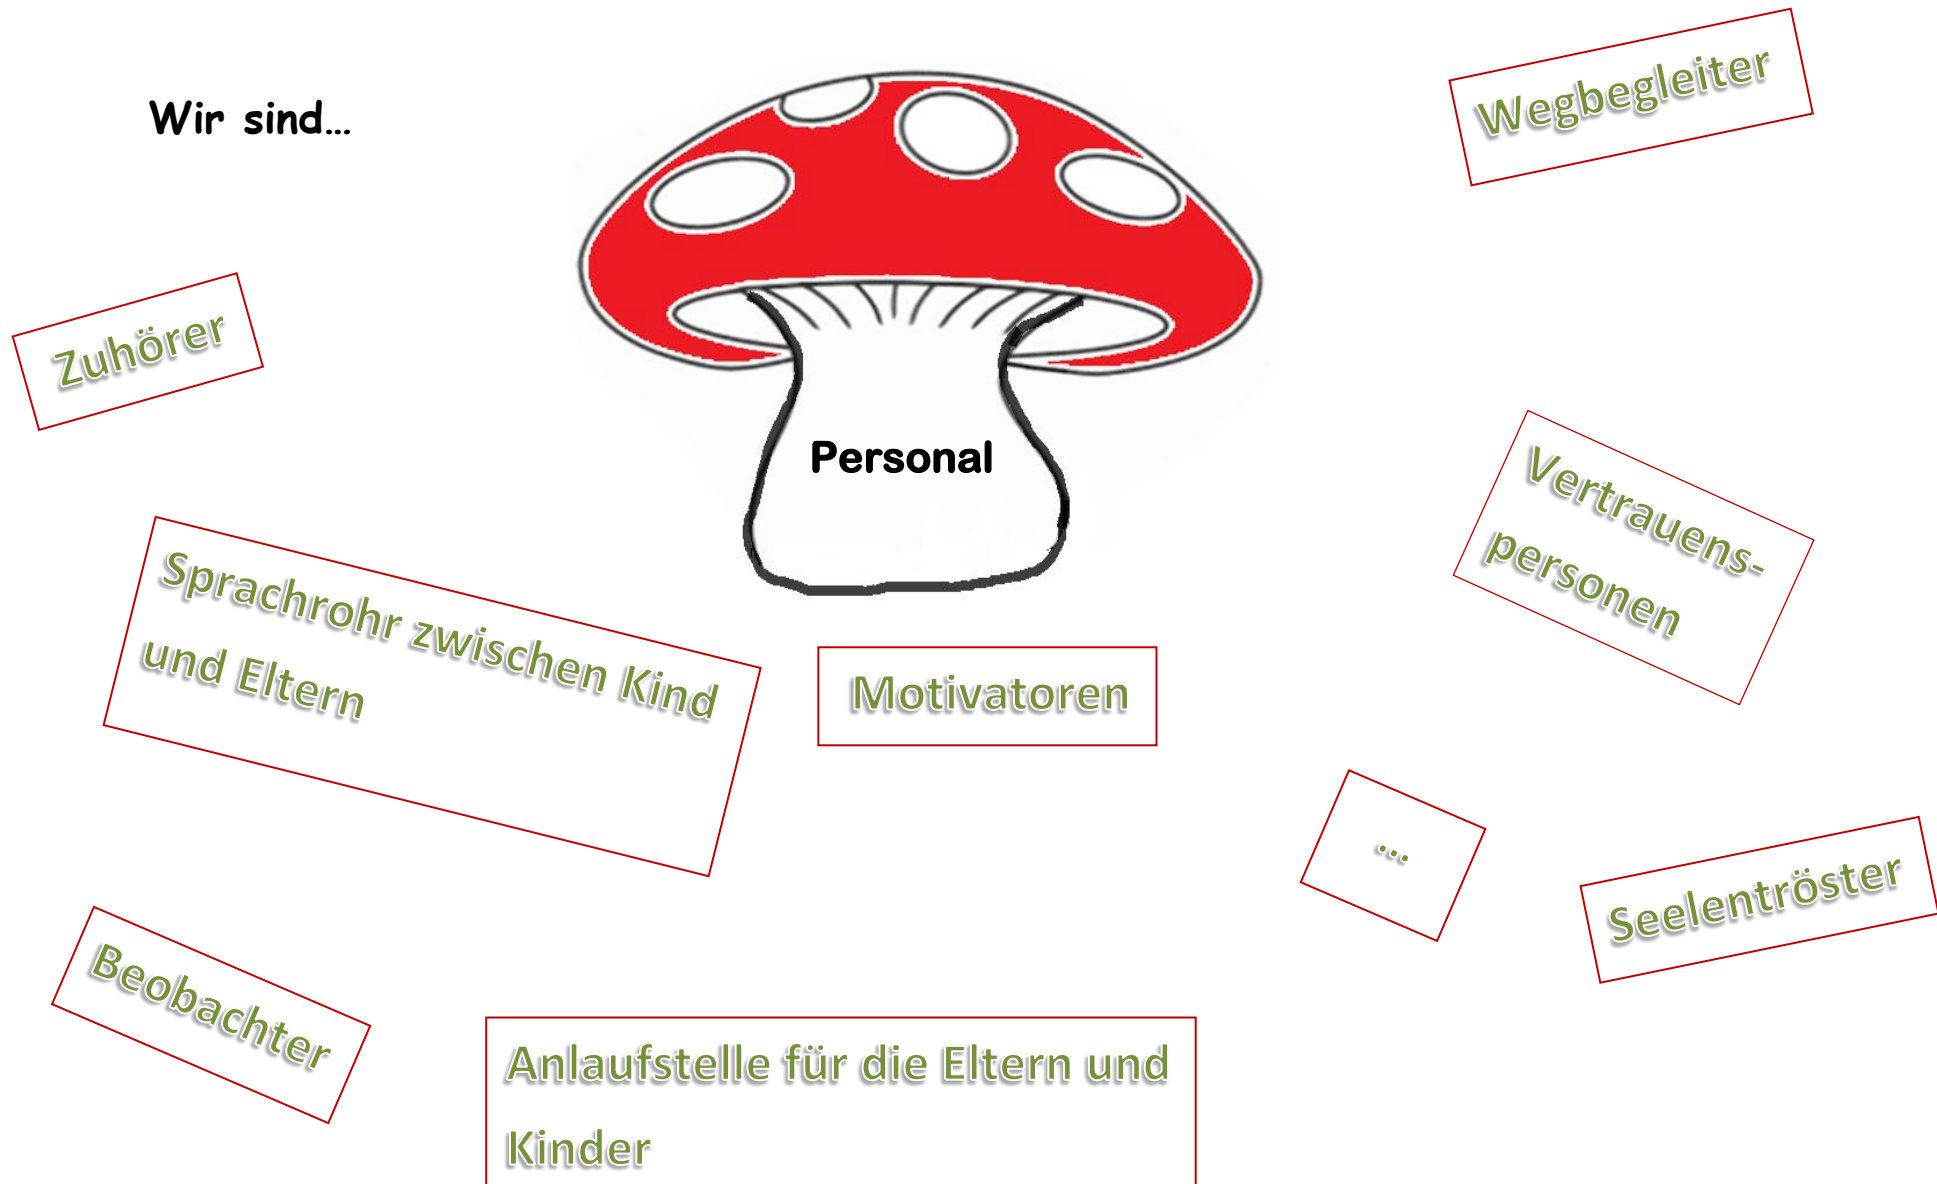 Wir sind...
Wegbegleiter
Zuhörer
Personal
Vertrauens-
personen
Sprachrohr zwischen Kind
und Eltern
Motivatoren
...
Seelentröster
Beobachter
Anlaufstelle für die Eltern und
Kinder